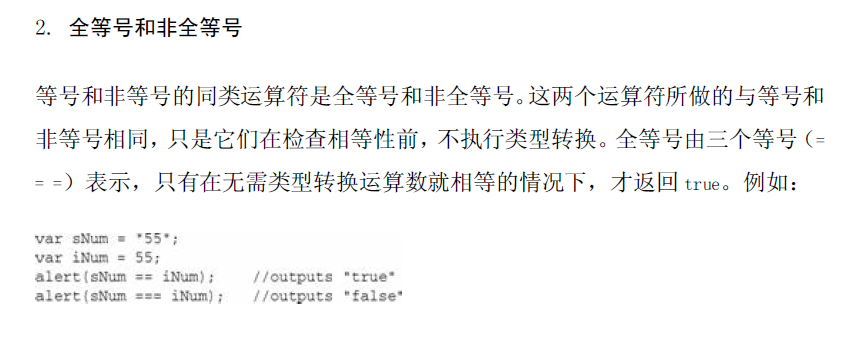 2. 全等号和非全等号
等号和非等号的同类运算符是全等号和非全等号。这两个运算符所做的与等号和
非等号相同，只是它们在检查相等性前，不执行类型转换。全等号由三个等号（=
= =）表示，只有在无需类型转换运算数就相等的情况下，才返回 true。例如：
var sNum = "55";
var iNum = 55;
alert(sNum == iNum);    //outputs "true"
alert(sNum === iNum);   //outputs "false"